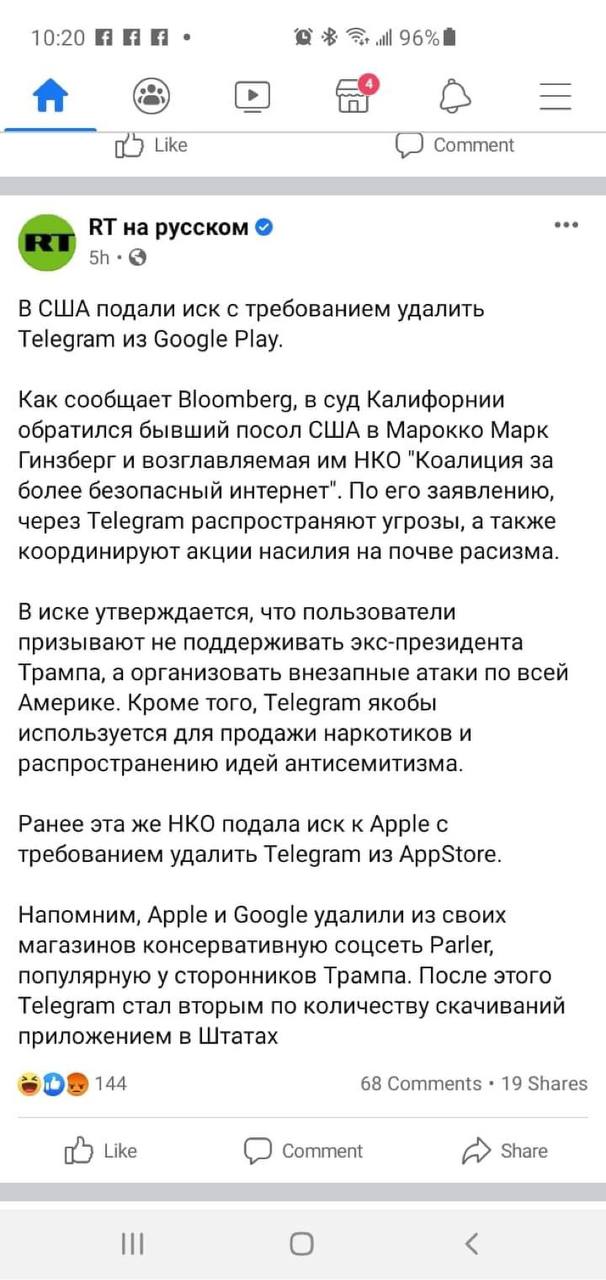 10:20
96%
4
Like
Comment
RT
RT на русском
5h
В США подали иск с требованием удалить
Telegram из Google Play.
Как сообщает Bloomberg, в суд Калифорнии
обратился бывший посол США в Марокко Марк
Гинзберг и возглавляемая им НКО "Коалиция за
более безопасный интернет". По его заявлению,
через Telegram распространяют угрозы, а также
координируют акции насилия на почве расизма.
В иске утверждается, что пользователи
призывают не поддерживать экс-президента
Трампа, а организовать внезапные атаки по всей
Америке. Кроме того, Telegram якобы
используется для продажи наркотиков и
распространению идей антисемитизма.
Ранее эта же НКО подала иск к Apple с
требованием удалить Telegram из AppStore.
Напомним, Apple и Google удалили из своих
магазинов консервативную соцсеть Parler,
популярную у сторонников Трампа. После этого
Telegram стал вторым по количеству скачиваний
приложением в Штатах
144
68 Comments • 19 Shares
Like
Comment
Share